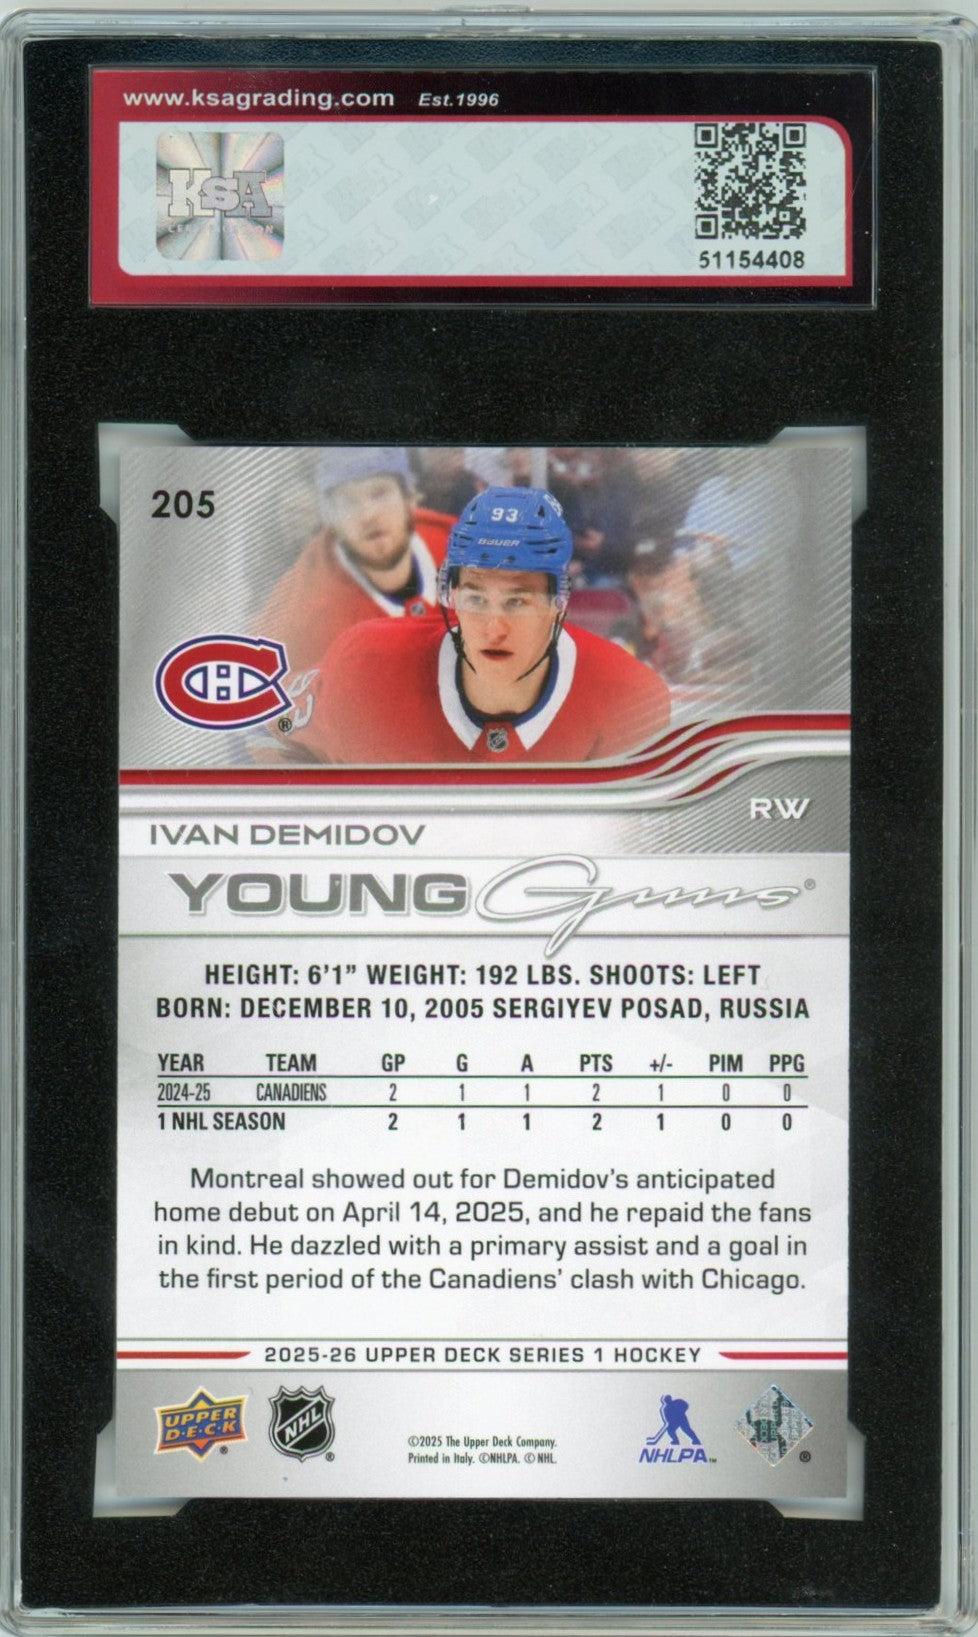 www.ksagrading.com Est.1996
KSA
CERTIFICATION
51154408
205
93
BAUER
C H ®
RW
IVAN DEMIDOV
YOUNG Guns®
HEIGHT: 6'1" WEIGHT: 192 LBS. SHOOTS: LEFT
BORN: DECEMBER 10, 2005 SERGIYEV POSAD, RUSSIA
YEAR TEAM GP G A PTS +/- PIM PPG
2024-25 CANADIENS 2 1 1 2 1 0 0
1 NHL SEASON 2 1 1 2 1 0 0
Montreal showed out for Demidov's anticipated
home debut on April 14, 2025, and he repaid the fans
in kind. He dazzled with a primary assist and a goal in
the first period of the Canadiens' clash with Chicago.
2025-26 UPPER DECK SERIES 1 HOCKEY
UPPER D·E·C·K ®
NHL ®
©2025 The Upper Deck Company.
Printed in Italy. ©NHLPA. © NHL.
NHLPA™
®